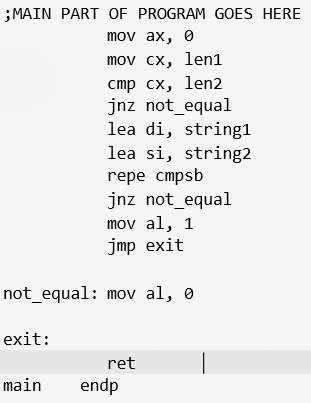 ;MAIN PART OF PROGRAM GOES HERE
mov ax, 0
mov cx, len1
cmp cx, len2
jnz not_equal
lea di, string1
lea si, string2
repe cmpsb
jnz not_equal
mov al, 1
jmp exit
not_equal: mov al, 0
exit:
ret
main endp